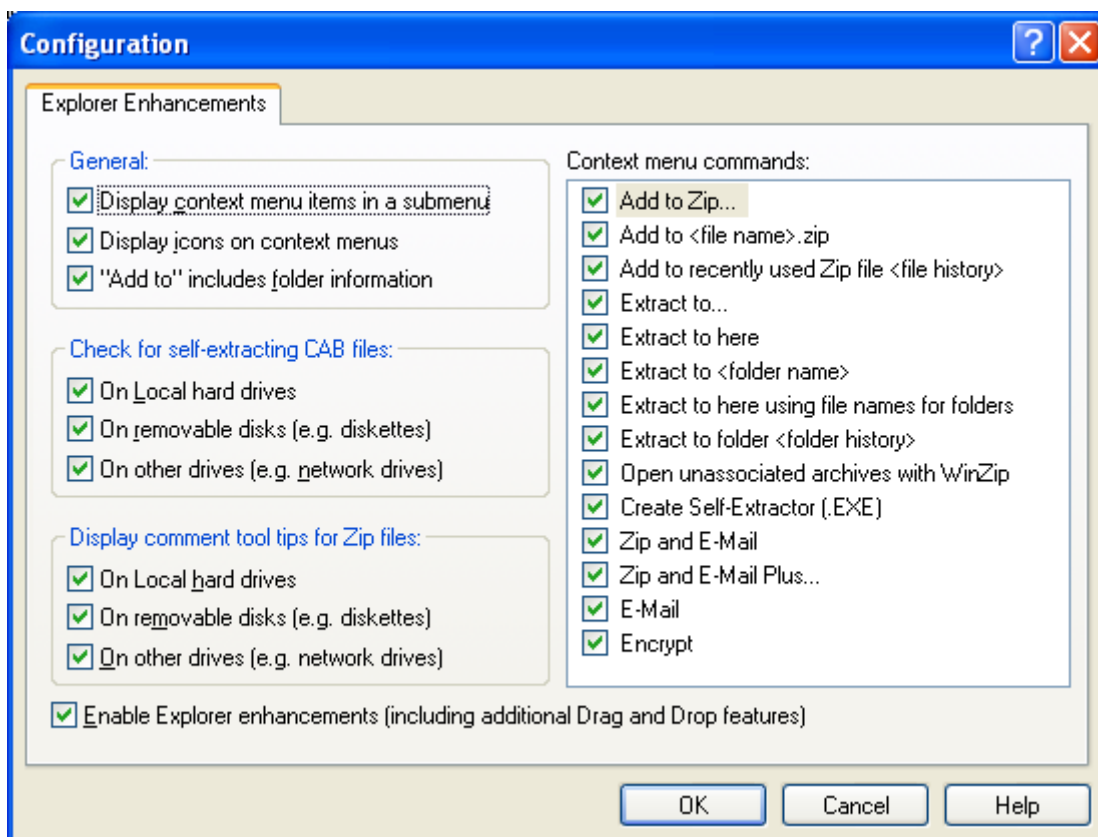 Configuration
Explorer Enhancements
General:
Display context menu items in a submenu
Display icons on context menus
"Add to" includes folder information
Check for self-extracting CAB files:
On Local hard drives
On removable disks (e.g. diskettes)
On other drives (e.g. network drives)
Display comment tool tips for Zip files:
On Local hard drives
On removable disks (e.g. diskettes)
On other drives (e.g. network drives)
Context menu commands:
Add to Zip...
Add to <file name>.zip
Add to recently used Zip file <file history>
Extract to...
Extract to here
Extract to <folder name>
Extract to here using file names for folders
Extract to folder <folder history>
Open unassociated archives with WinZip
Create Self-Extractor (.EXE)
Zip and E-Mail
Zip and E-Mail Plus...
E-Mail
Encrypt
Enable Explorer enhancements (including additional Drag and Drop features)
OK
Cancel
Help